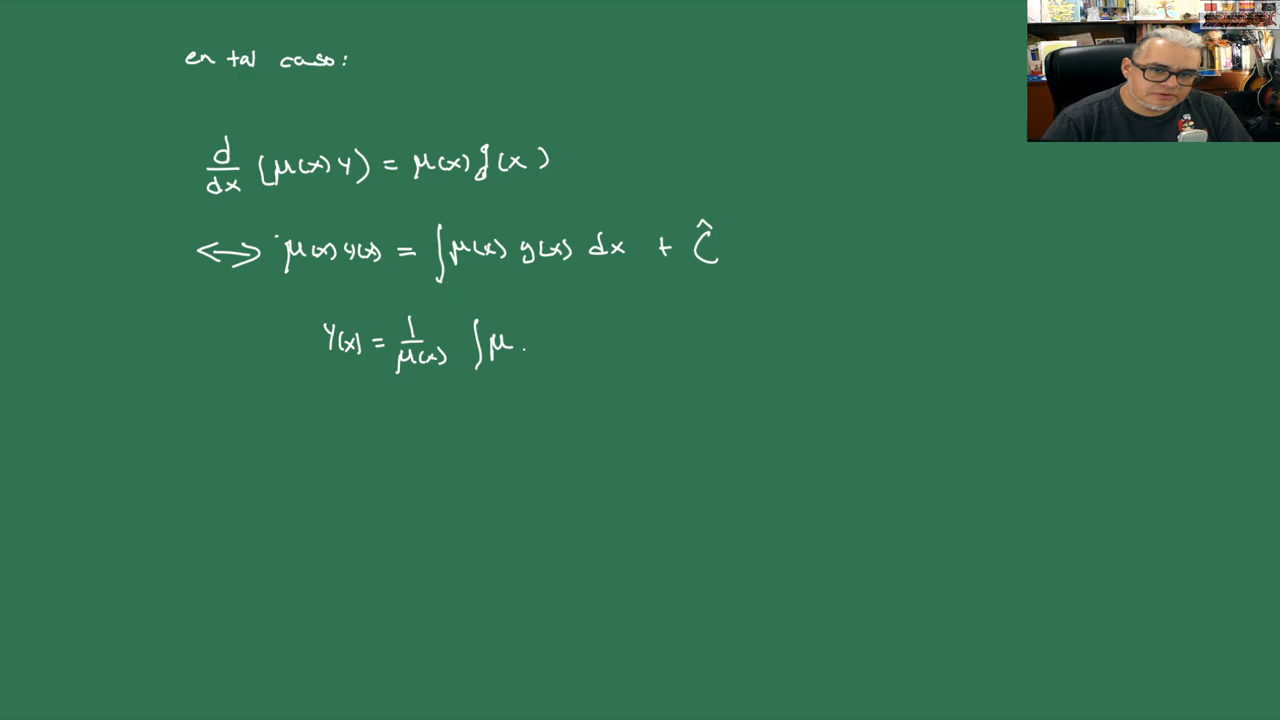 en tal caso:
d/dx (μ(x) y) = μ(x) g(x)
⟺ μ(x) y(x) = ∫ μ(x) g(x) dx + Ĉ
y(x) = 1/μ(x) ∫ μ